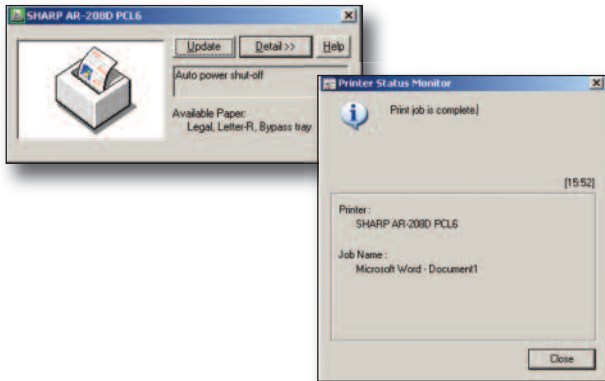 SHARP AR-208D PCL6
Update Detail >> Help
Auto power shut-off
Available Paper:
Legal, Letter-R, Bypass tray
Printer Status Monitor
Print job is complete.
[15:52]
Printer :
SHARP AR-208D PCL6
Job Name :
Microsoft Word - Document1
Close